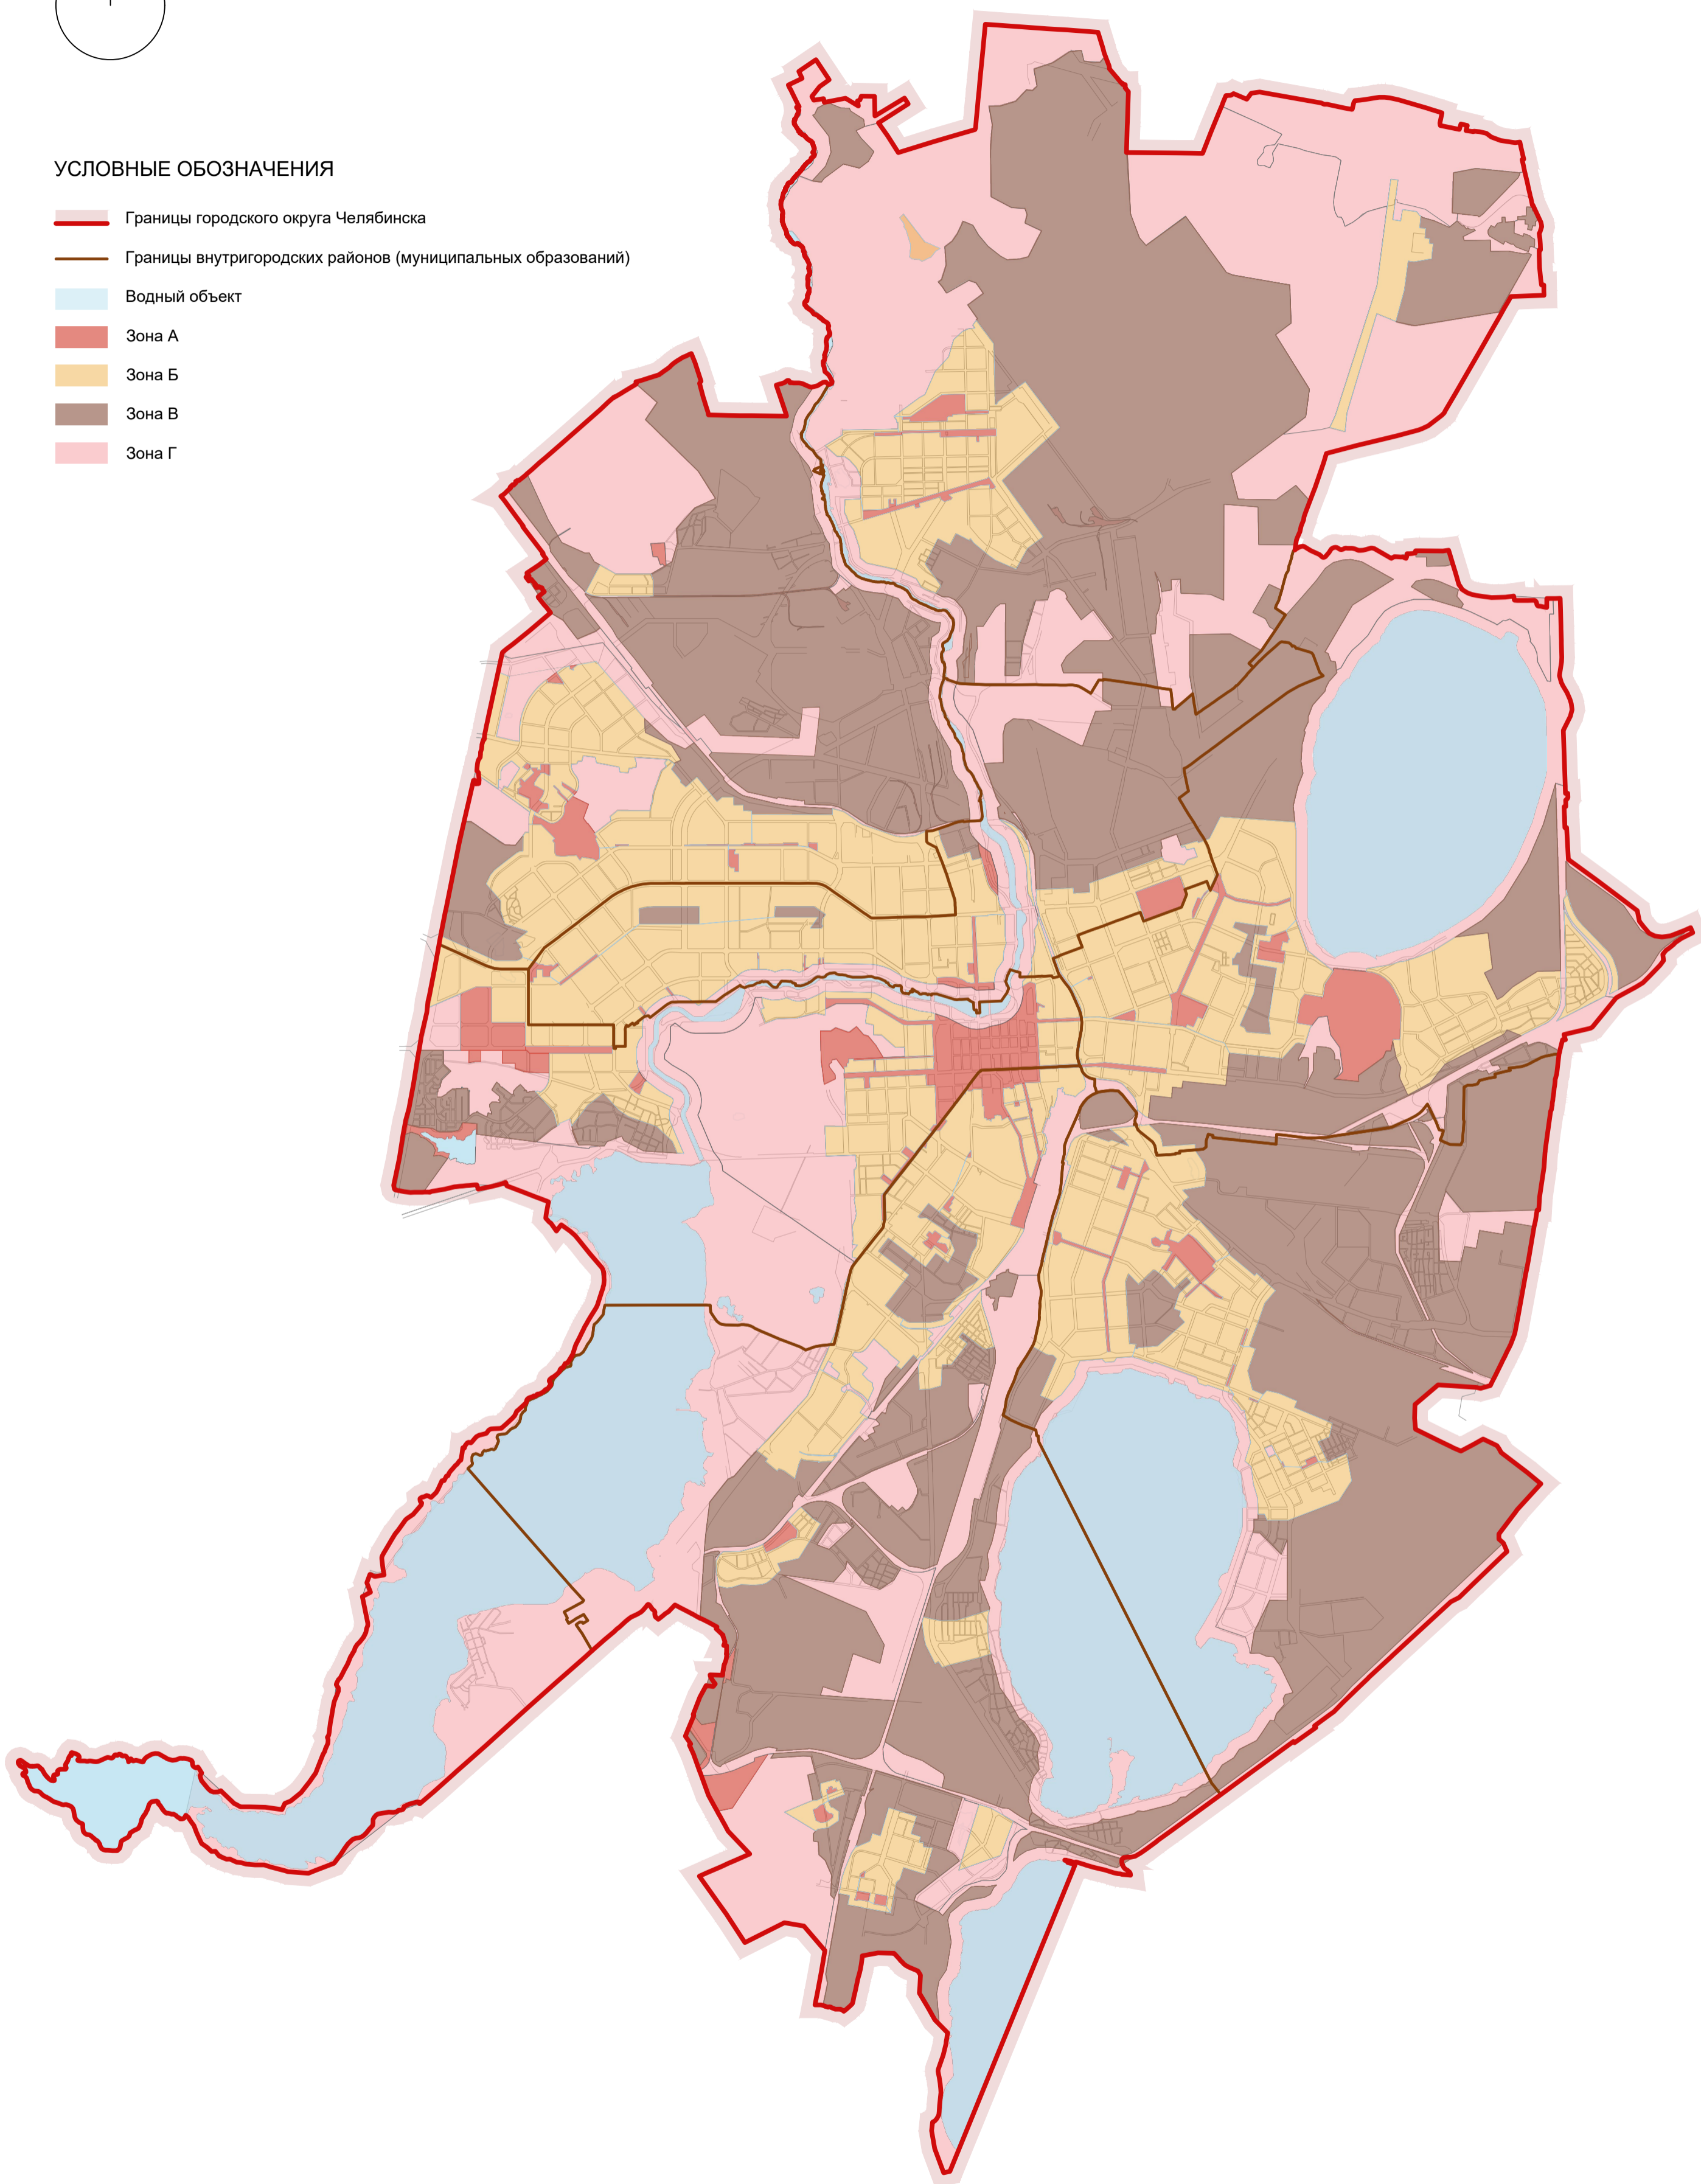 УСЛОВНЫЕ ОБОЗНАЧЕНИЯ
Границы городского округа Челябинска
Границы внутригородских районов (муниципальных образований)
Водный объект
Зона А
Зона Б
Зона В
Зона Г